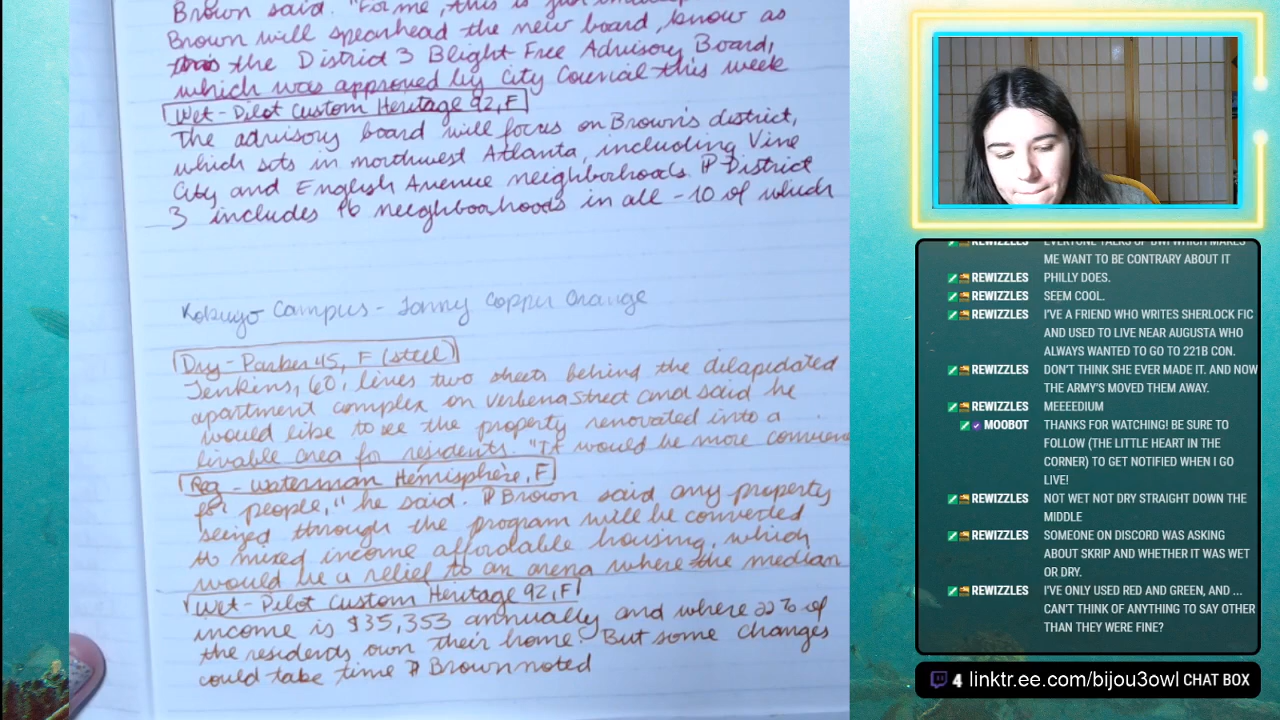 Brown said. "For me, this is just
Brown will spearhead the new board, know as
the District 3 Blight Free Advisory Board,
which was approved by City Council this week
Wet - Pilot Custom Heritage 92, F
The advisory board will focus on Brown's district,
which sits in northwest Atlanta, including Vine
City and English Avenue neighborhoods. ¶ District
3 includes 16 neighborhoods in all - 10 of which
Kokuyo Campus - Tonny Copper Orange
Dry - Parker 45, F (steel)
Jenkins, 60, lives two streets behind the dilapidated
apartment complex on Verbena Street and said he
would like to see the property renovated into a
livable area for residents. "It would be more
Reg - Waterman Hémisphère, F
for people," he said. ¶ Brown said any property
seized through the program will be converted
to mixed income affordable housing, which
would be a relief to an area where the median
Wet - Pilot Custom Heritage 92, F
income is $35,353 annually and where 22% of
the residents own their home. But some changes
could take time ¶ Brown noted
EVERYONE TALKS UP DWI WHICH MAKES
ME WANT TO BE CONTRARY ABOUT IT
REWIZZLES PHILLY DOES.
REWIZZLES SEEM COOL.
REWIZZLES I'VE A FRIEND WHO WRITES SHERLOCK FIC
AND USED TO LIVE NEAR AUGUSTA WHO
ALWAYS WANTED TO GO TO 221B CON.
REWIZZLES DON'T THINK SHE EVER MADE IT. AND NOW
THE ARMY'S MOVED THEM AWAY.
REWIZZLES MEEEEDIUM
MOOBOT THANKS FOR WATCHING! BE SURE TO
FOLLOW (THE LITTLE HEART IN THE
CORNER) TO GET NOTIFIED WHEN I GO
LIVE!
REWIZZLES NOT WET NOT DRY STRAIGHT DOWN THE
MIDDLE
REWIZZLES SOMEONE ON DISCORD WAS ASKING
ABOUT SKRIP AND WHETHER IT WAS WET
OR DRY.
REWIZZLES I'VE ONLY USED RED AND GREEN, AND ...
CAN'T THINK OF ANYTHING TO SAY OTHER
THAN THEY WERE FINE?
4 linktr.ee.com/bijou3owl CHAT BOX